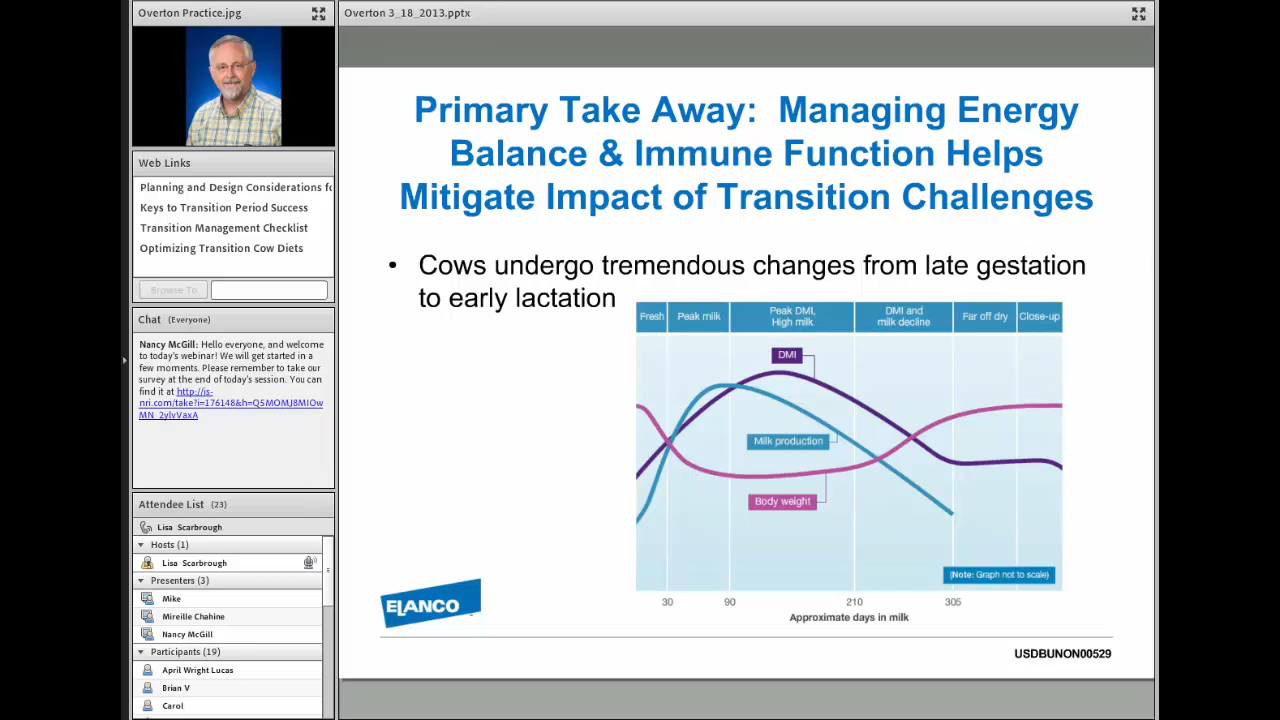 Overton Practice.jpg
Web Links
Planning and Design Considerations fo
Keys to Transition Period Success
Transition Management Checklist
Optimizing Transition Cow Diets
Browse To
Chat (Everyone)
Nancy McGill: Hello everyone, and welcome
to today's webinar! We will get started in a
few moments. Please remember to take our
survey at the end of today's session. You can
find it at http://is-
nri.com/take?i=176148&h=Q5MOMJ8MIOw
MN_2ylvVaxA
Attendee List (23)
Lisa Scarbrough
Hosts (1)
Lisa Scarbrough
Presenters (3)
Mike
Mireille Chahine
Nancy McGill
Participants (19)
April Wright Lucas
Brian V
Carol
Overton 3_18_2013.pptx
Primary Take Away: Managing Energy
Balance & Immune Function Helps
Mitigate Impact of Transition Challenges
• Cows undergo tremendous changes from late gestation
to early lactation
Fresh Peak milk Peak DMI, High milk DMI and milk decline Far off dry Close-up
DMI
Milk production
Body weight
(Note: Graph not to scale)
30 90 210 305
Approximate days in milk
ELANCO
USDBUNON00529